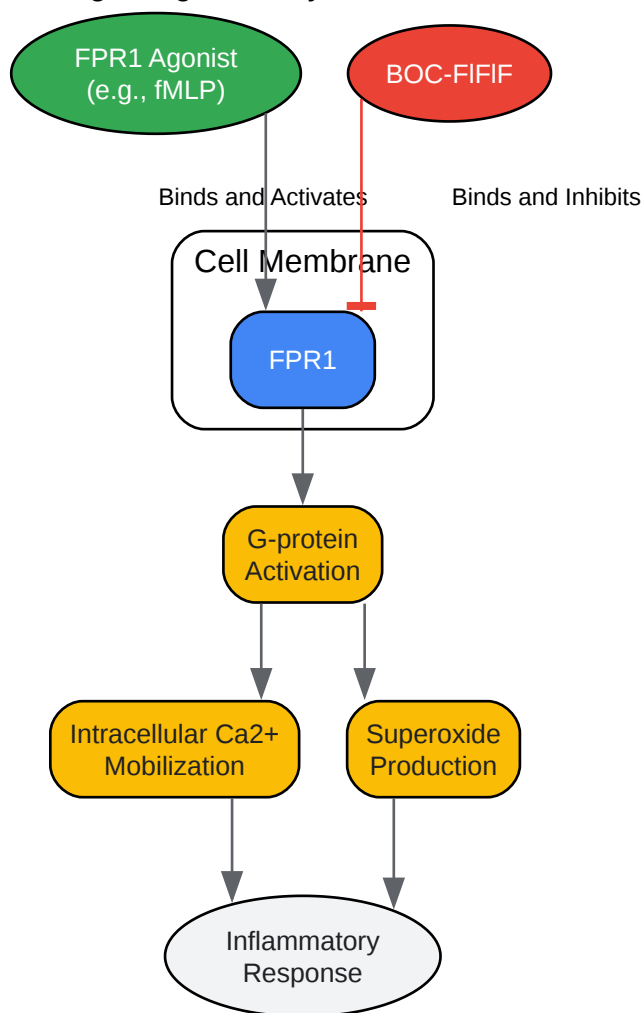 FPR1 Agonist
(e.g., fMLP)
BOC-FlFlF
Binds and Activates
Binds and Inhibits
Cell Membrane
FPR1
G-protein
Activation
Intracellular Ca2+
Mobilization
Superoxide
Production
Inflammatory
Response